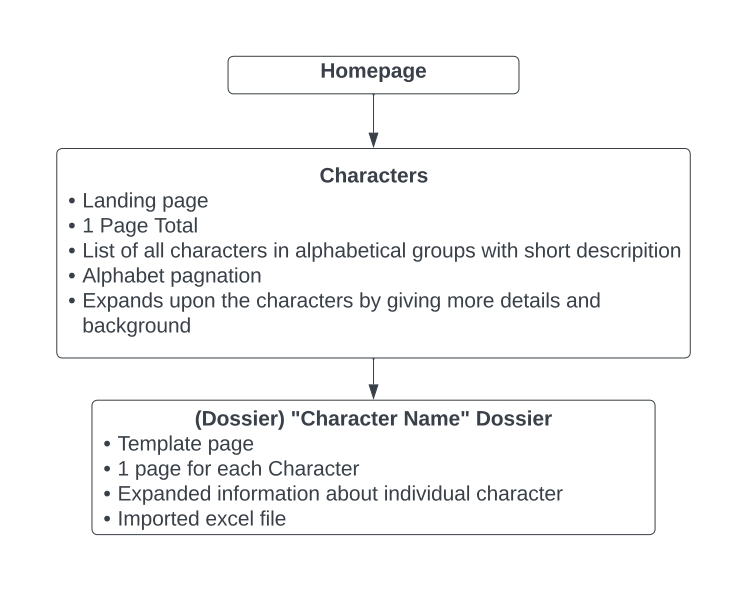 Homepage
Characters
• Landing page
• 1 Page Total
• List of all characters in alphabetical groups with short descripition
• Alphabet pagnation
• Expands upon the characters by giving more details and
background
(Dossier) "Character Name" Dossier
• Template page
• 1 page for each Character
• Expanded information about individual character
• Imported excel file